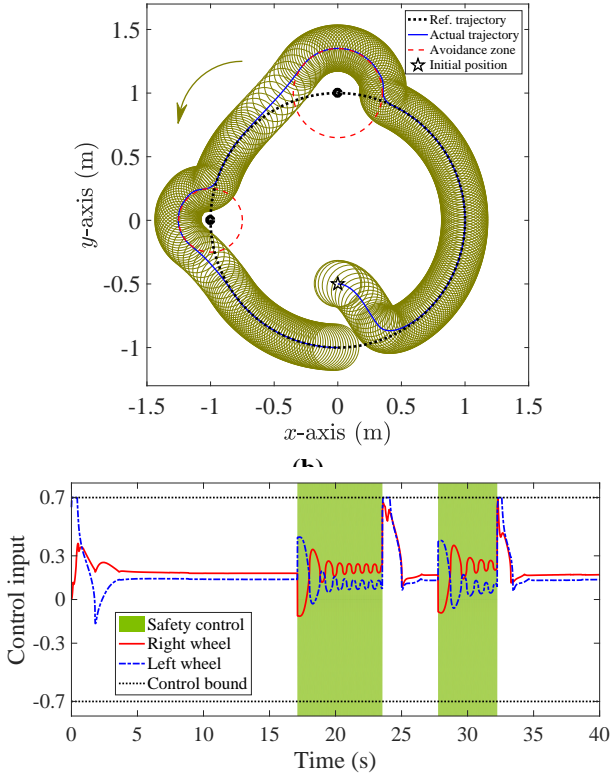 1.5
1
0.5
0
-0.5
-1
y-axis (m)
Ref. trajectory
Actual trajectory
Avoidance zone
Initial position
-1.5 -1 -0.5 0 0.5 1 1.5
x-axis (m)
(b)
0.7
0.3
0
-0.3
-0.7
Control input
Safety control
Right wheel
Left wheel
Control bound
0 5 10 15 20 25 30 35 40
Time (s)